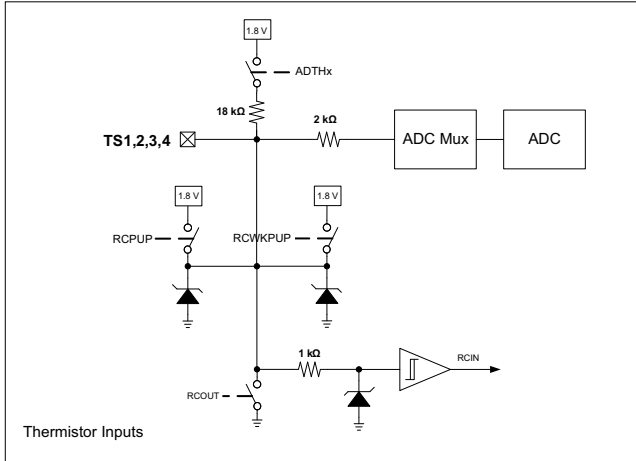 1.8 V
ADTHx
18 kΩ
2 kΩ
TS1,2,3,4
ADC Mux
ADC
1.8 V
1.8 V
RCPUP
RCWKPUP
1 kΩ
RCIN
RCOUT
Thermistor Inputs